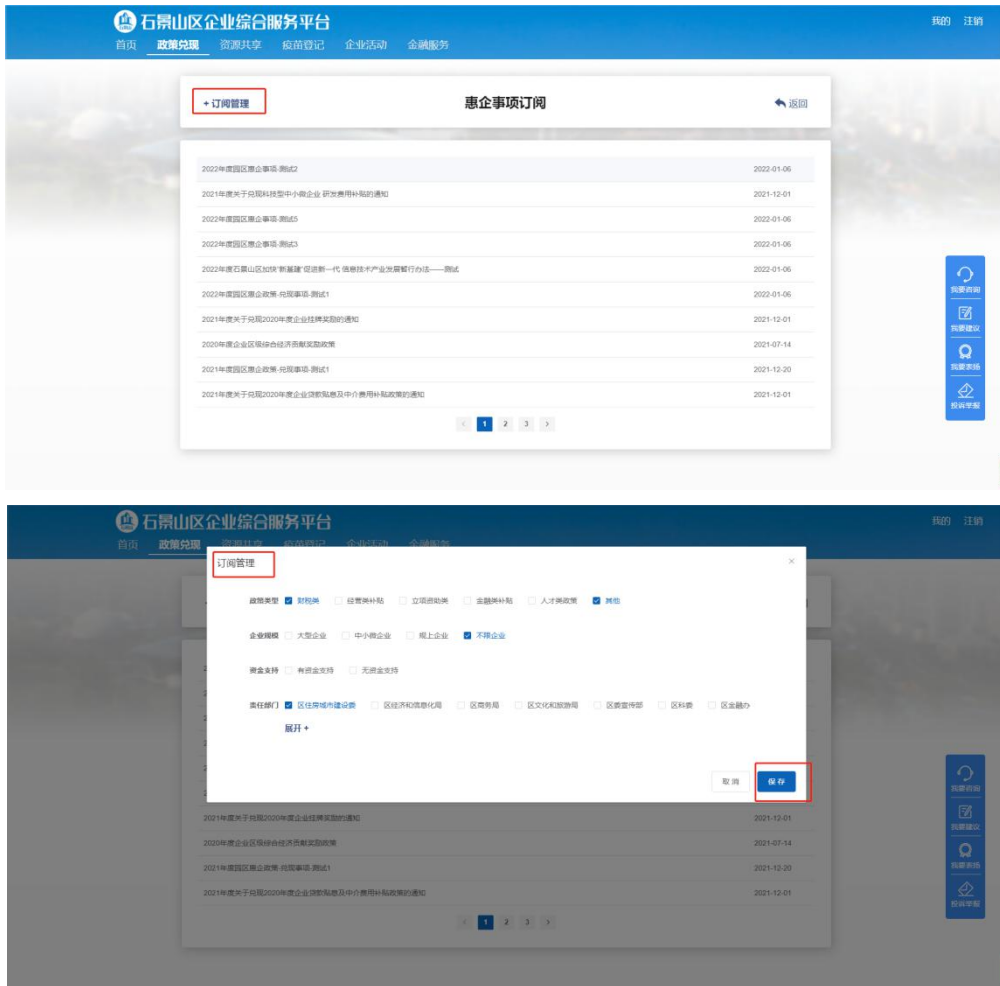 石景山区企业综合服务平台
我的 注销
首页 政策兑现 资源共享 疫苗登记 企业活动 金融服务
+ 订阅管理 惠企事项订阅 返回
2022年度园区惠企事项-测试2 2022-01-06
2021年度关于兑现科技型中小微企业 研发费用补贴的通知 2021-12-01
2022年度园区惠企事项-测试5 2022-01-06
2022年度园区惠企事项-测试3 2022-01-06
2022年度石景山区加快“新基建”促进新一代 信息技术产业发展暂行办法——测试 2022-01-06
2022年度园区惠企政策-兑现事项-测试1 2022-01-06
2021年度关于兑现2020年度企业挂牌奖励的通知 2021-12-01
2020年度企业区级综合经济贡献奖励政策 2021-07-14
2021年度园区惠企政策-兑现事项-测试1 2021-12-20
2021年度关于兑现2020年度企业贷款贴息及中介费用补贴政策的通知 2021-12-01
< 1 2 3 >
我要咨询
我要建议
我要表扬
投诉举报
石景山区企业综合服务平台
我的 注销
首页 政策兑现 资源共享 疫苗登记 企业活动 金融服务
订阅管理 ×
政策类型 财税类 经营类补贴 立项资助类 金融类补贴 人才类政策 其他
企业规模 大型企业 中小微企业 规上企业 不限企业
资金支持 有资金支持 无资金支持
责任部门 区住房城市建设委 区经济和信息化局 区商务局 区文化和旅游局 区委宣传部 区科委 区金融办
展开 +
取消 保存
2021年度关于兑现2020年度企业挂牌奖励的通知 2021-12-01
2020年度企业区级综合经济贡献奖励政策 2021-07-14
2021年度园区惠企政策-兑现事项-测试1 2021-12-20
2021年度关于兑现2020年度企业贷款贴息及中介费用补贴政策的通知 2021-12-01
< 1 2 3 >
我要咨询
我要建议
我要表扬
投诉举报